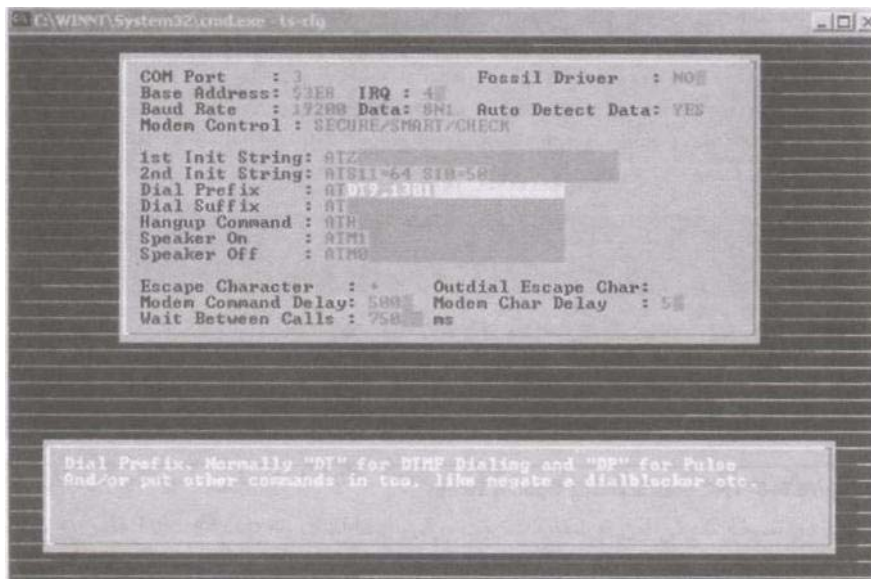 C:\WINNT\System32\cmd.exe - ts-cfg
COM Port : 3 Fossil Driver : NO
Base Address: $3E8 IRQ : 4
Baud Rate : 19200 Data: 8N1 Auto Detect Data: YES
Modem Control : SECURE/SMART/CHECK
1st Init String: ATZ
2nd Init String: ATS11=64 S10=50
Dial Prefix : ATDT9,1301
Dial Suffix : AT
Hangup Command : ATH
Speaker On : ATM1
Speaker Off : ATM0
Escape Character : + Outdial Escape Char:
Modem Command Delay: 500 Modem Char Delay : 5
Wait Between Calls : 750 ms
Dial Prefix. Normally "DT" for DTMF Dialing and "DP" for Pulse
And/or put other commands in too, like negate a dialblocker etc.